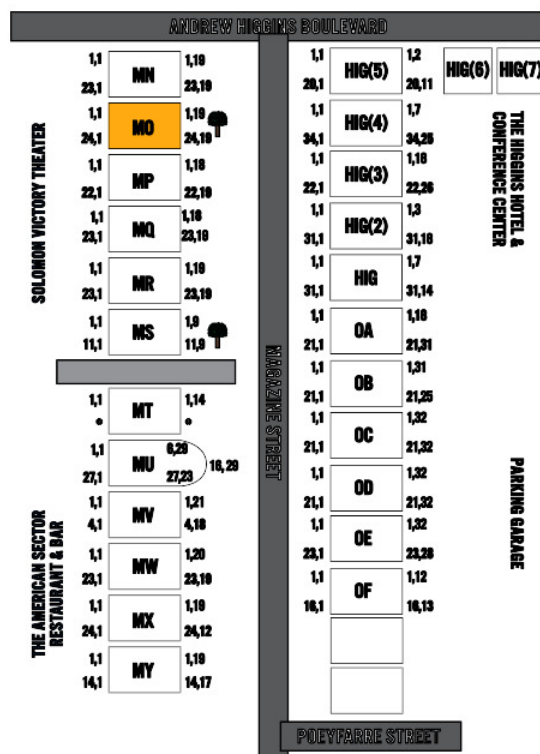 ANDREW HIGGINS BOULEVARD
SOLOMON VICTORY THEATER
1,1 MN 1,19
23,1 23,19
1,1 MO 1,19
24,1 24,19
1,1 MP 1,18
22,1 22,19
1,1 MQ 1,18
23,1 23,19
1,1 MR 1,19
23,1 23,19
1,1 MS 1,9
11,1 11,9
THE AMERICAN SECTOR
RESTAURANT & BAR
1,1 MT 1,14
1,1 MU 6,29
27,1 27,23 16,29
1,1 MV 1,21
4,1 4,18
1,1 MW 1,20
23,1 23,19
1,1 MX 1,19
24,1 24,12
1,1 MY 1,19
14,1 14,17
MAGAZINE STREET
1,1 HIG(5) 1,2 HIG(6) HIG(7)
20,1 20,11
1,1 HIG(4) 1,7
34,1 34,25
1,1 HIG(3) 1,16
22,1 22,26
1,1 HIG(2) 1,3
31,1 31,16
1,1 HIG 1,7
31,1 31,14
THE HIGGINS HOTEL &
CONFERENCE CENTER
1,1 OA 1,18
21,1 21,31
1,1 OB 1,31
21,1 21,25
1,1 OC 1,32
21,1 21,32
1,1 OD 1,32
21,1 21,32
1,1 OE 1,32
23,1 23,28
1,1 OF 1,12
16,1 16,13
PARKING GARAGE
POEYFARRE STREET